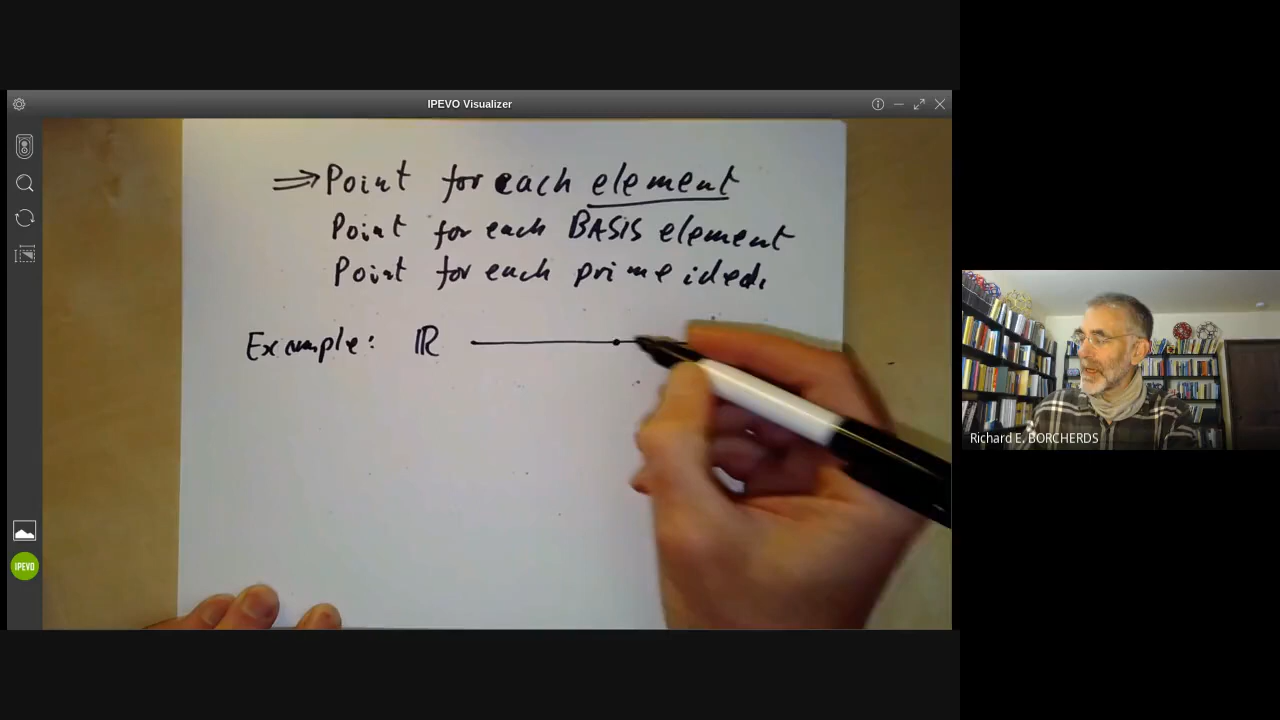 IPEVO Visualizer
⇒ Point for each element
Point for each BASIS element
Point for each prime ideal.
Example: ℝ
IPEVO
Richard E. BORCHERDS